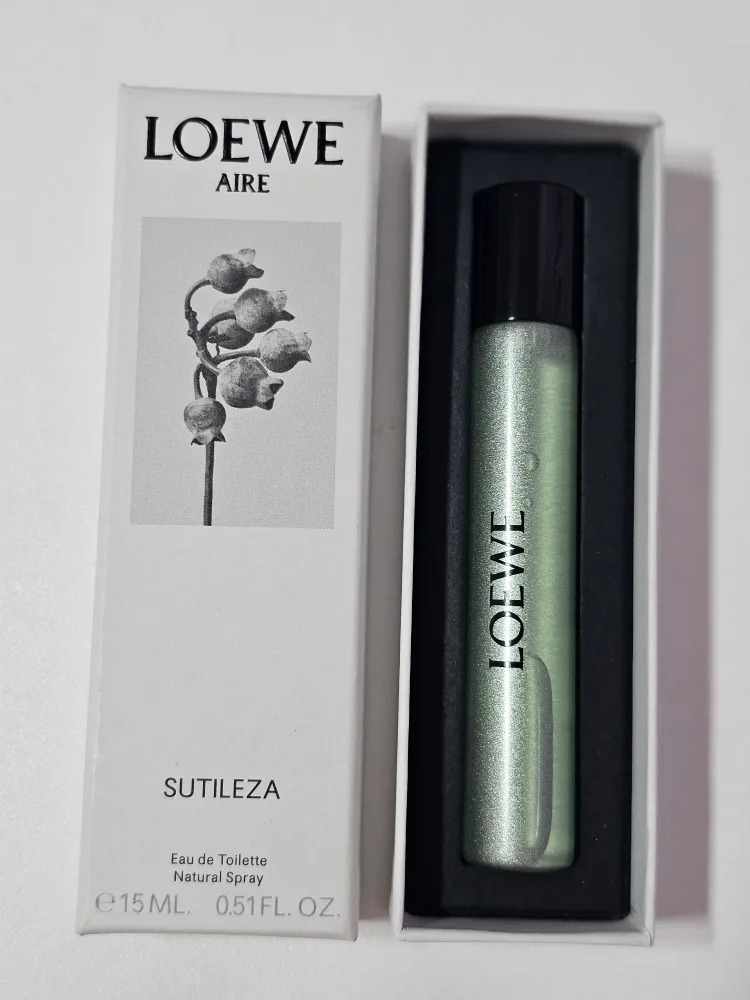 LOEWE
AIRE
SUTILEZA
Eau de Toilette
Natural Spray
℮15 ML. 0.51 FL. OZ.
LOEWE